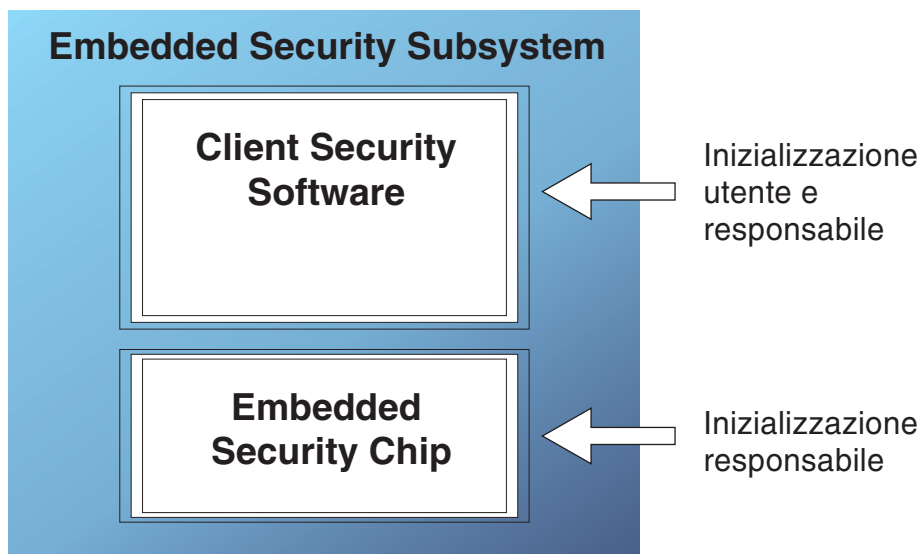 Embedded Security Subsystem
Client Security
Software
Inizializzazione
utente e
responsabile
Embedded
Security Chip
Inizializzazione
responsabile